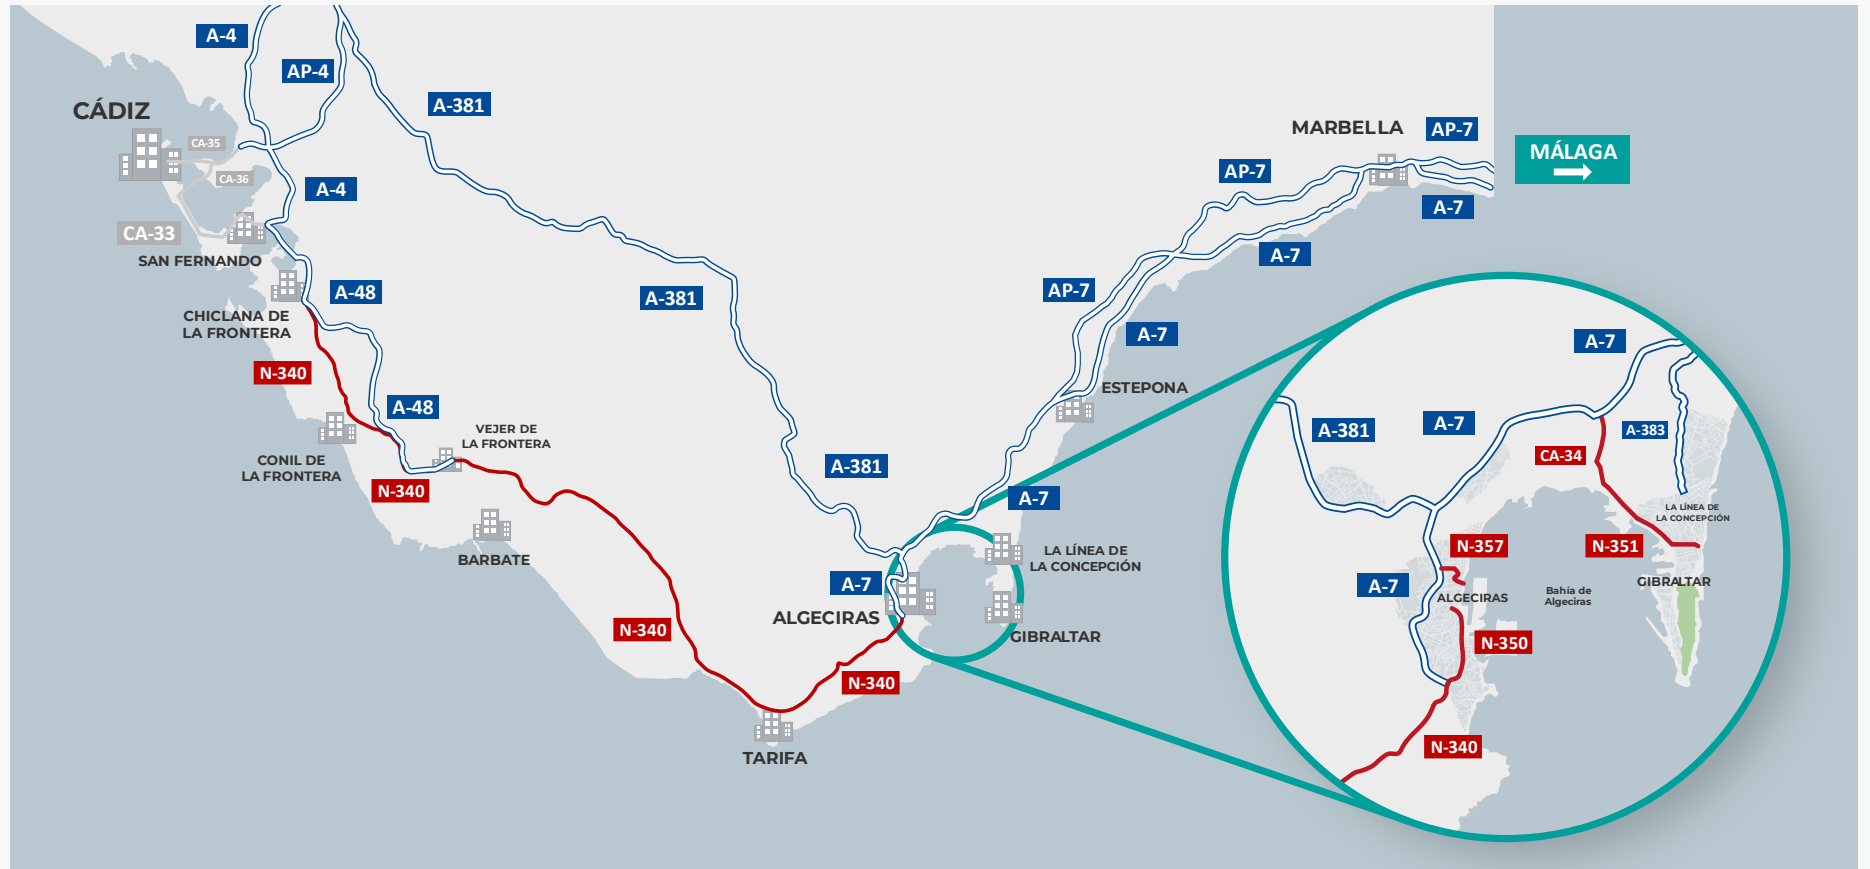 A-4
AP-4
A-381
CÁDIZ
CA-35
CA-36
A-4
CA-33
SAN FERNANDO
A-48
CHICLANA DE
LA FRONTERA
N-340
A-48
CONIL DE
LA FRONTERA
VEJER DE
LA FRONTERA
N-340
BARBATE
A-381
A-381
N-340
TARIFA
N-340
A-7
ALGECIRAS
A-7
LA LÍNEA DE
LA CONCEPCIÓN
GIBRALTAR
ESTEPONA
A-7
AP-7
A-7
AP-7
MARBELLA
AP-7
A-7
MÁLAGA
A-7
A-7
A-381
A-383
CA-34
LA LÍNEA DE
LA CONCEPCIÓN
N-357
N-351
A-7
ALGECIRAS
Bahía de
Algeciras
GIBRALTAR
N-350
N-340